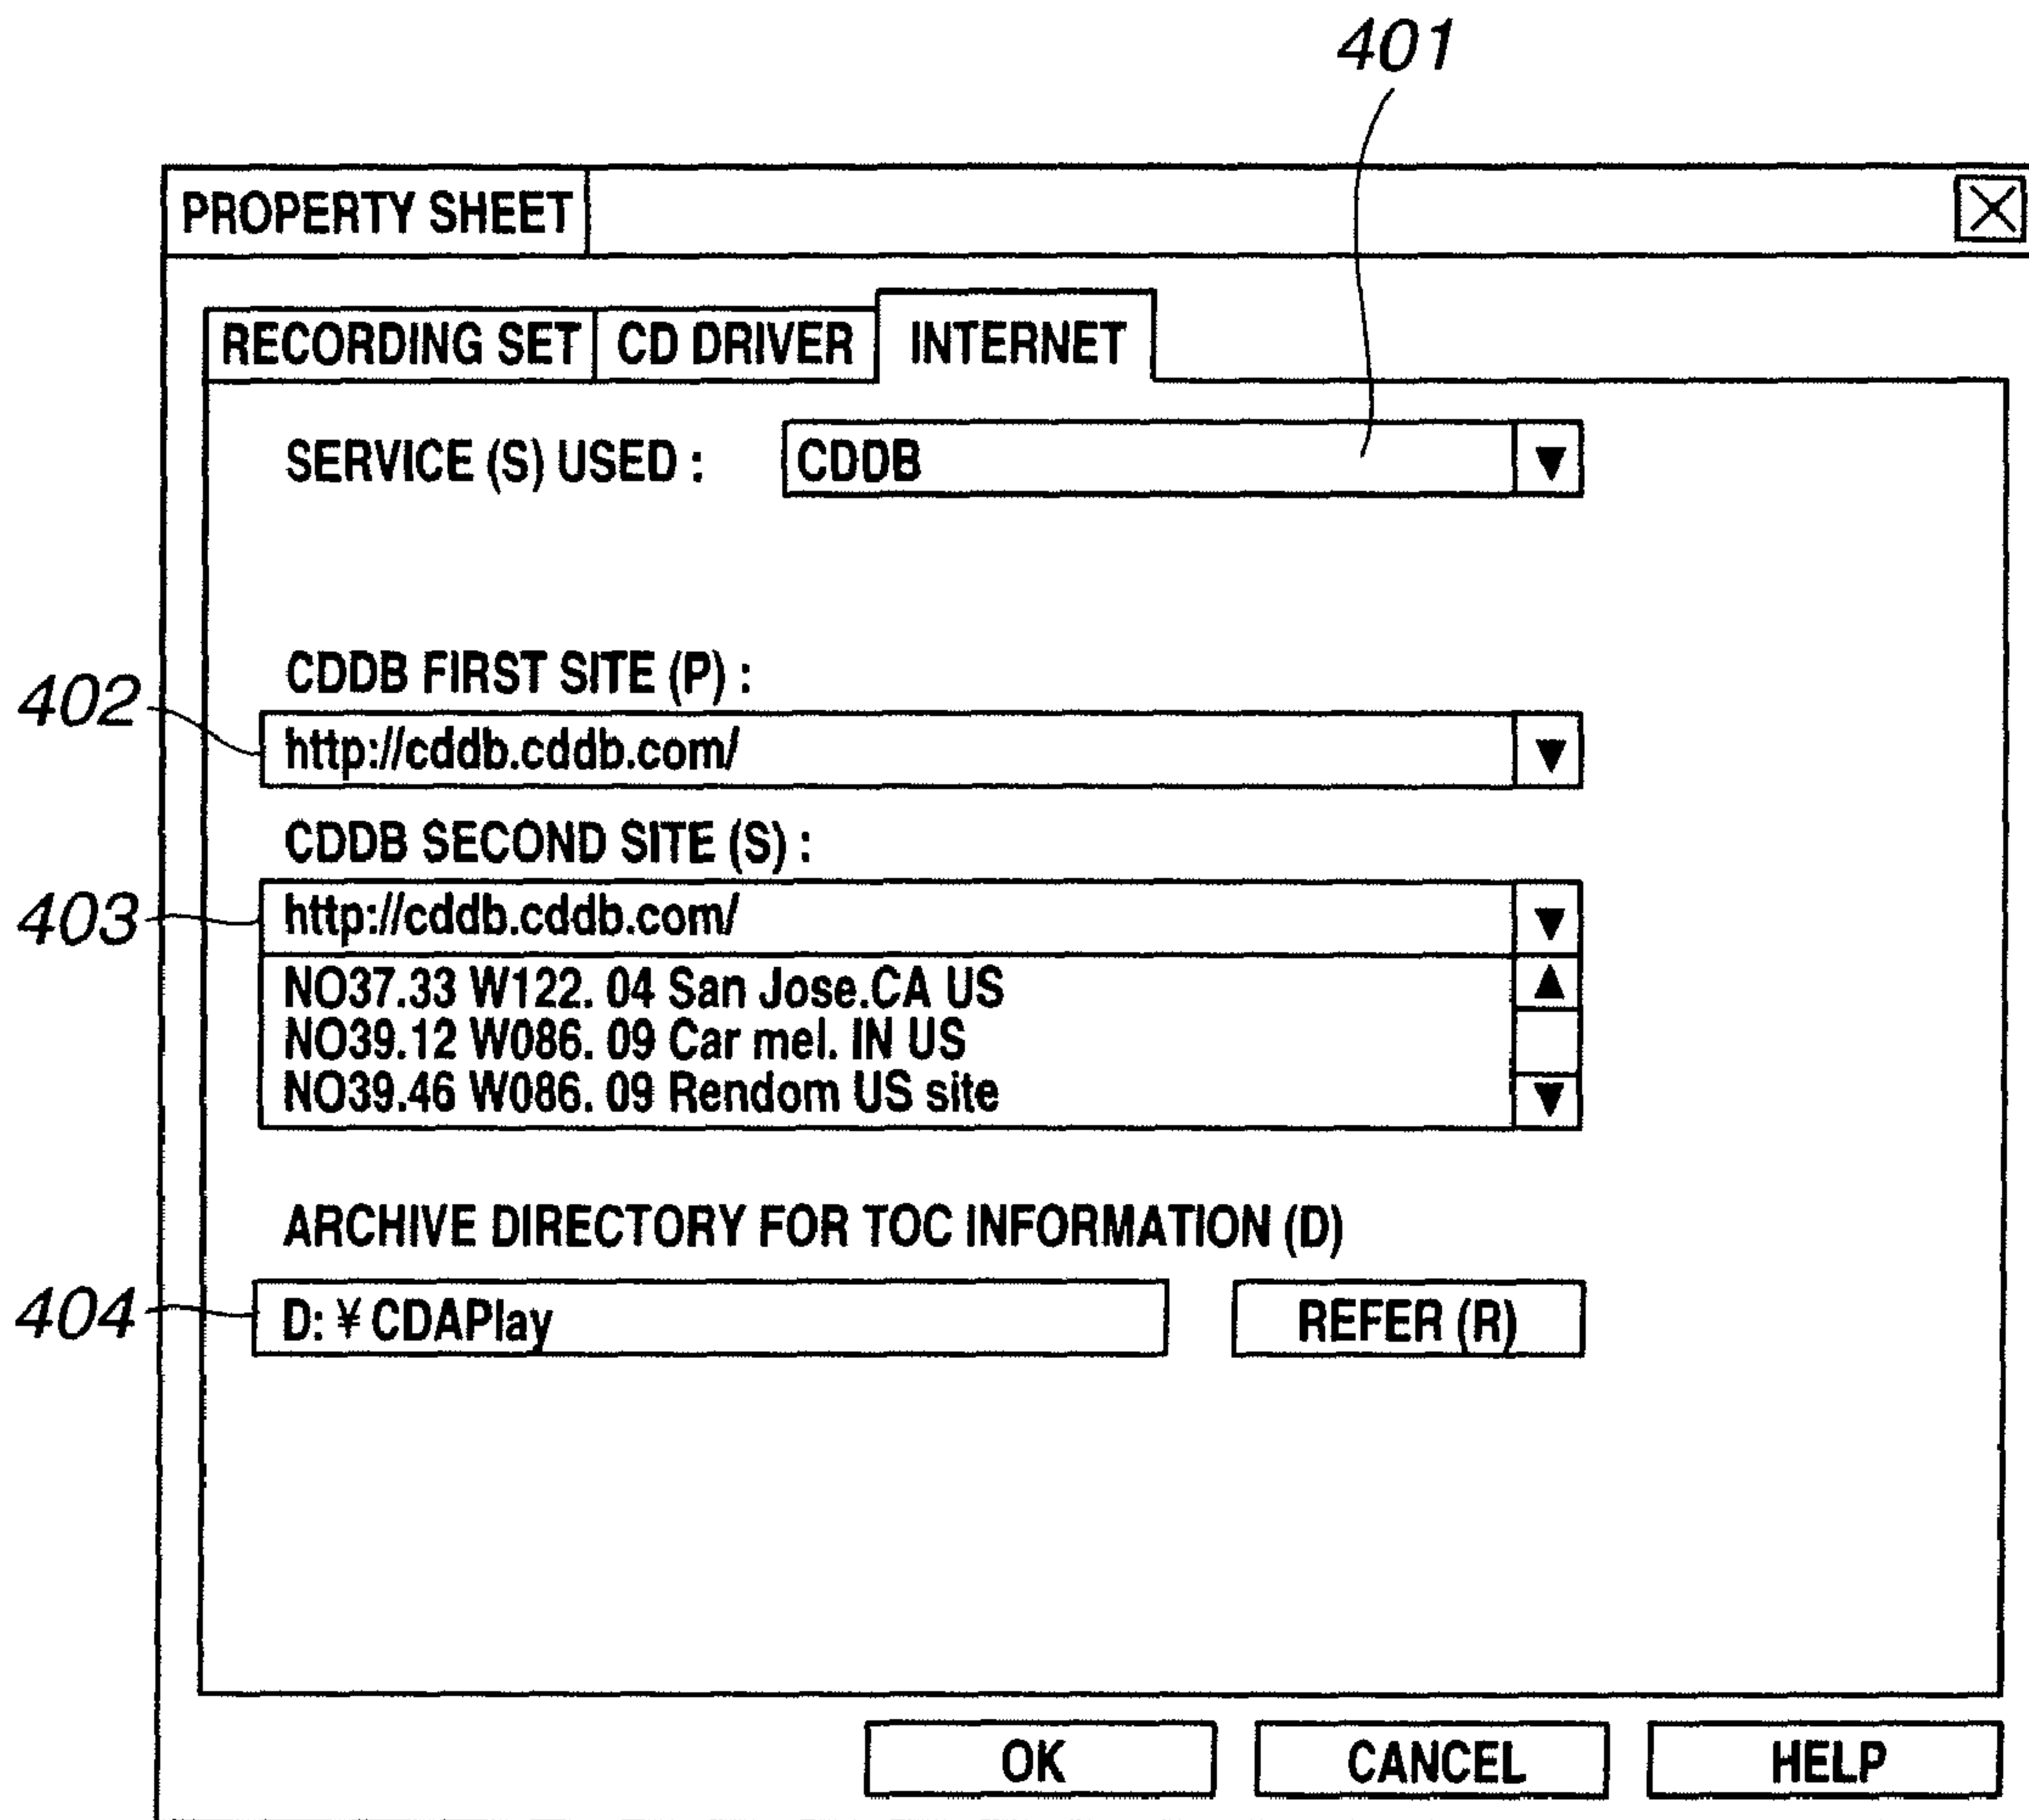 401
PROPERTY SHEET
RECORDING SET CD DRIVER INTERNET
SERVICE (S) USED : CDDB
CDDB FIRST SITE (P) :
402 http://cddb.cddb.com/
CDDB SECOND SITE (S) :
403 http://cddb.cddb.com/
NO37.33 W122. 04 San Jose.CA US
NO39.12 W086. 09 Car mel. IN US
NO39.46 W086. 09 Rendom US site
ARCHIVE DIRECTORY FOR TOC INFORMATION (D)
404 D: ¥ CDAPlay REFER (R)
OK CANCEL HELP